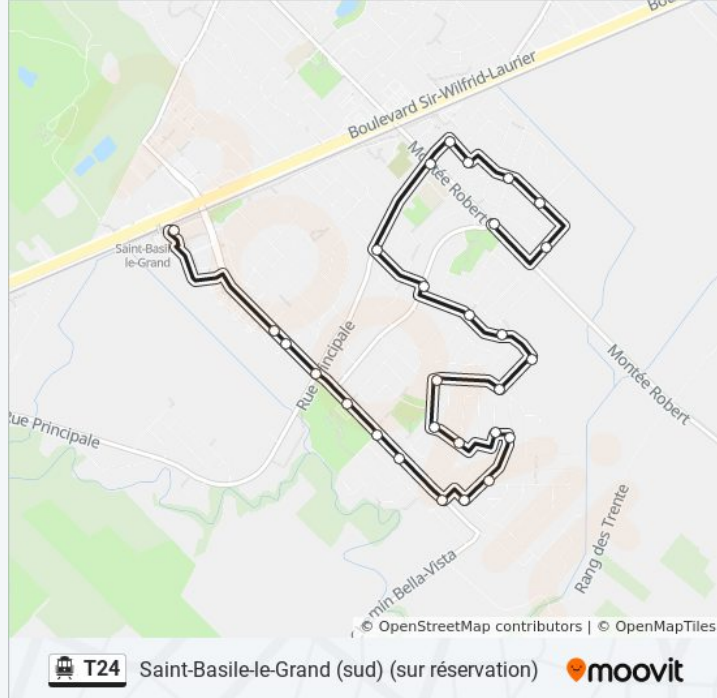 Bou
Boulevard Sir-Wilfrid-Laurier
Montée Robert
Saint-Basile-
le-Grand
Rue Principale
Rue Principale
Montée Robert
Rang des Trente
Chemin Bella-Vista
© OpenStreetMap contributors | © OpenMapTiles
T24 Saint-Basile-le-Grand (sud) (sur réservation) moovit